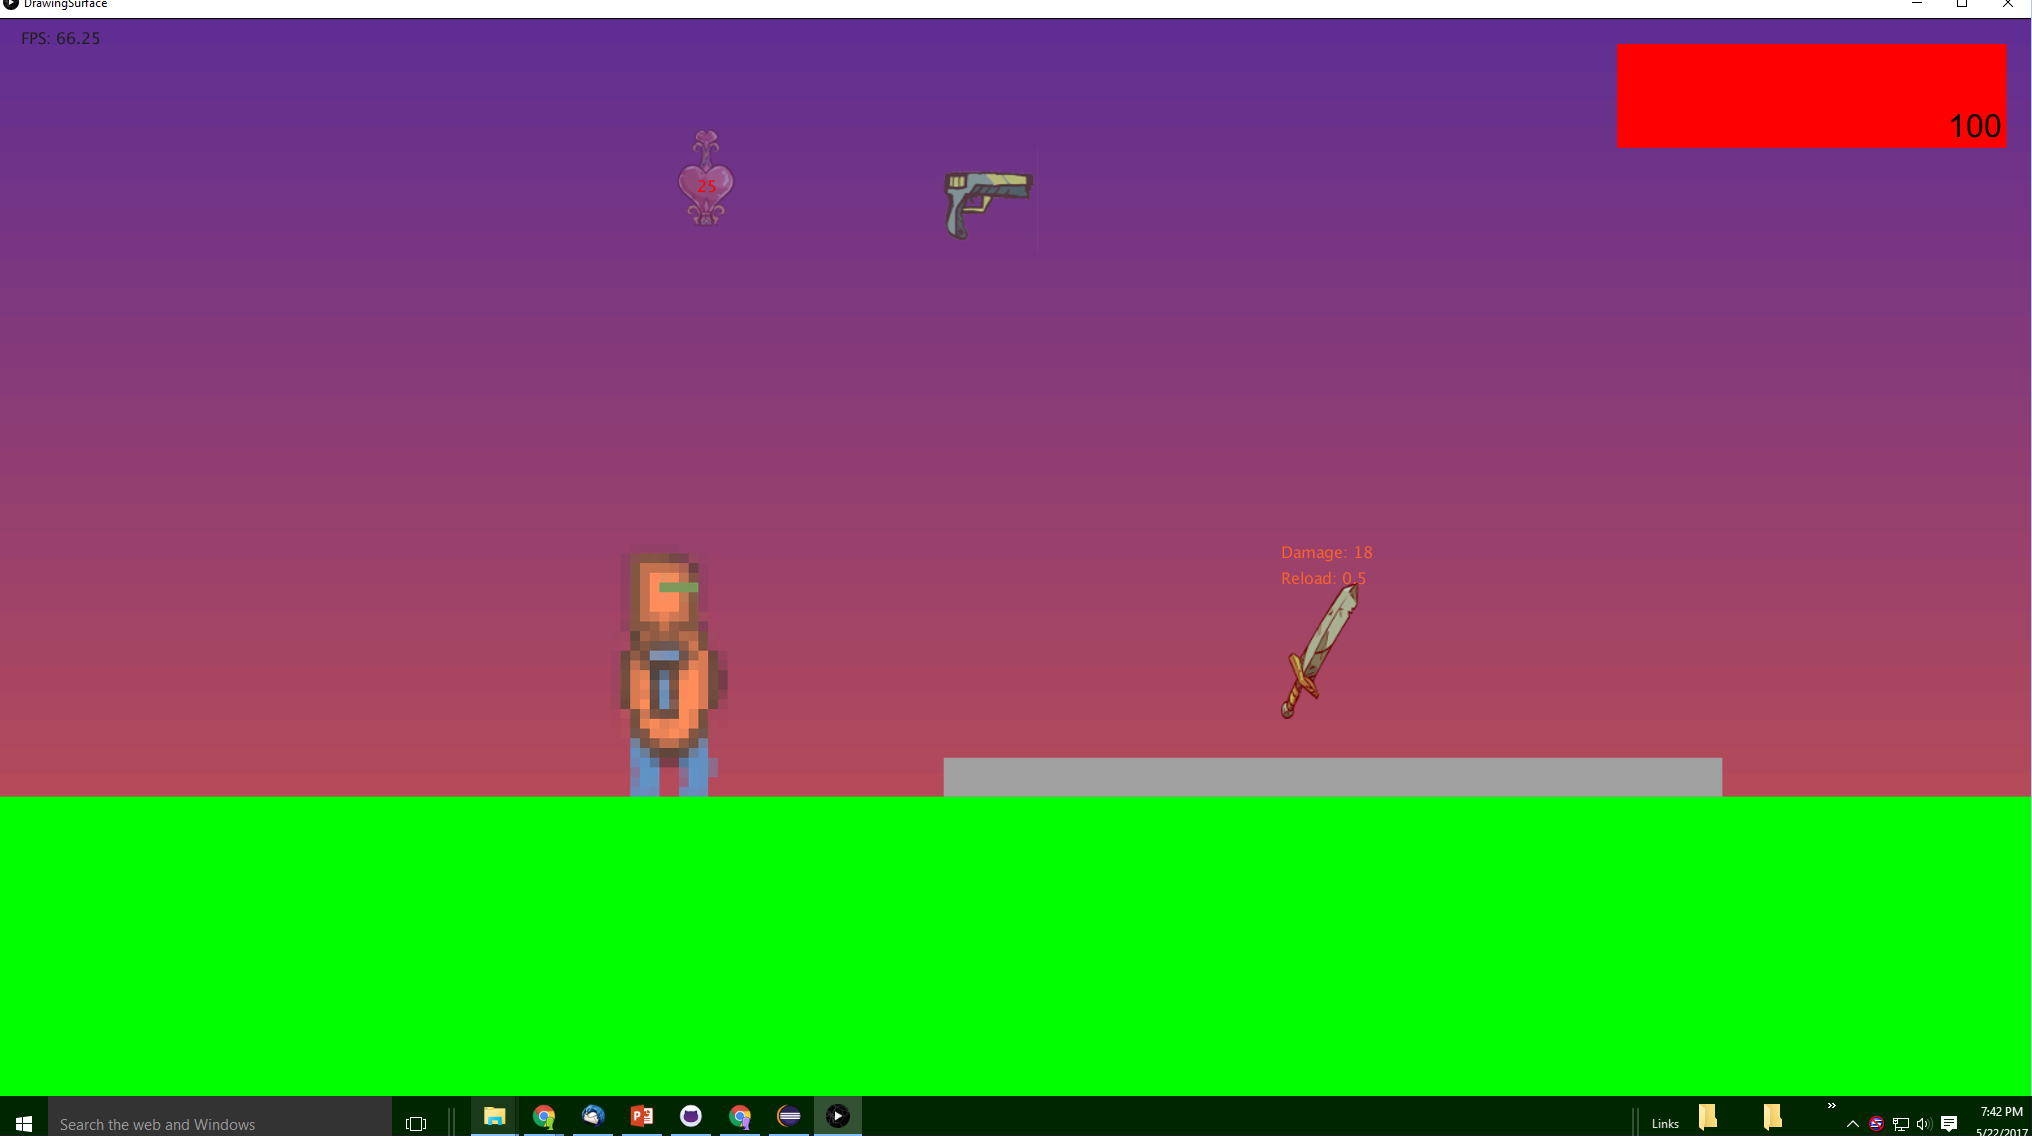 DrawingSurface
FPS: 66.25
100
25
Damage: 18
Reload: 0.5
Search the web and Windows
Links
7:42 PM
5/22/2017